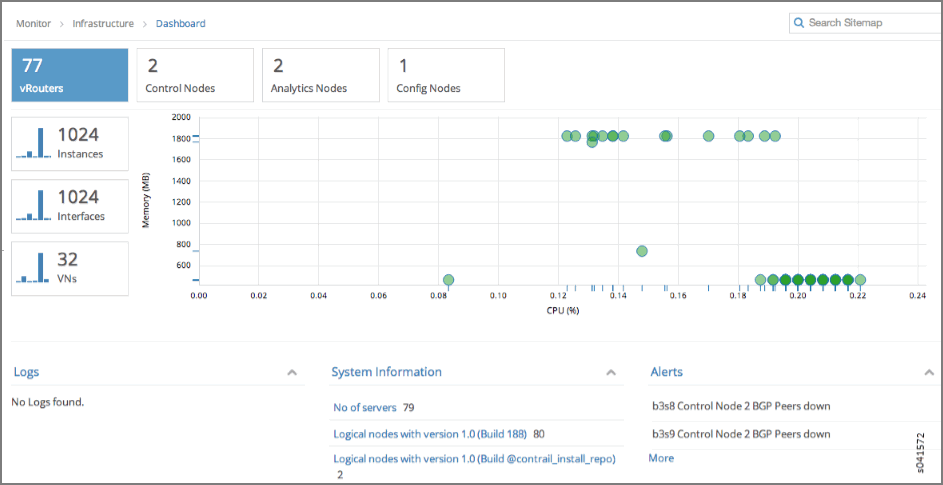 Monitor > Infrastructure > Dashboard
Search Sitemap
77
vRouters
2
Control Nodes
2
Analytics Nodes
1
Config Nodes
1024
Instances
1024
Interfaces
32
VNs
Memory (MB)
2000
1800
1600
1400
1200
1000
800
600
0.00 0.02 0.04 0.06 0.08 0.10 0.12 0.14 0.16 0.18 0.20 0.22 0.24
CPU (%)
Logs
No Logs found.
System Information
No of servers 79
Logical nodes with version 1.0 (Build 188) 80
Logical nodes with version 1.0 (Build @contrail_install_repo)
2
Alerts
b3s8 Control Node 2 BGP Peers down
b3s9 Control Node 2 BGP Peers down
More
s041572